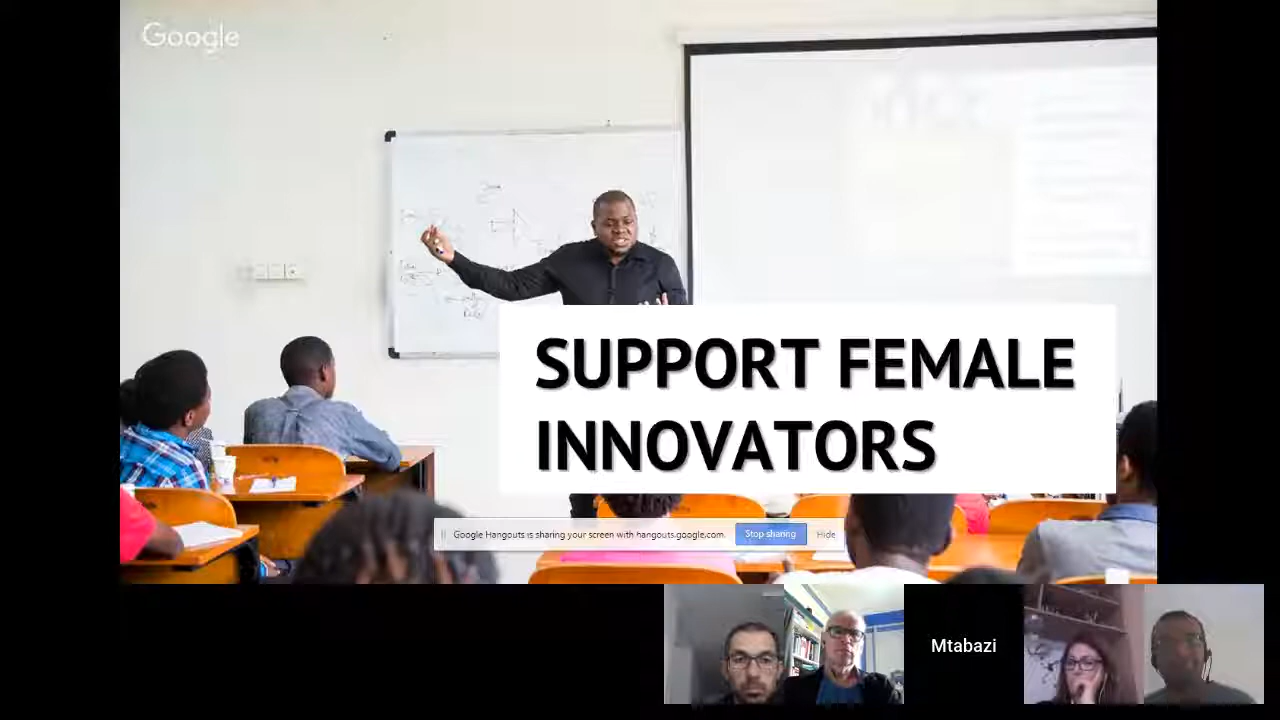 Google
SUPPORT FEMALE
INNOVATORS
Google Hangouts is sharing your screen with hangouts.google.com.
Stop sharing
Hide
Mtabazi